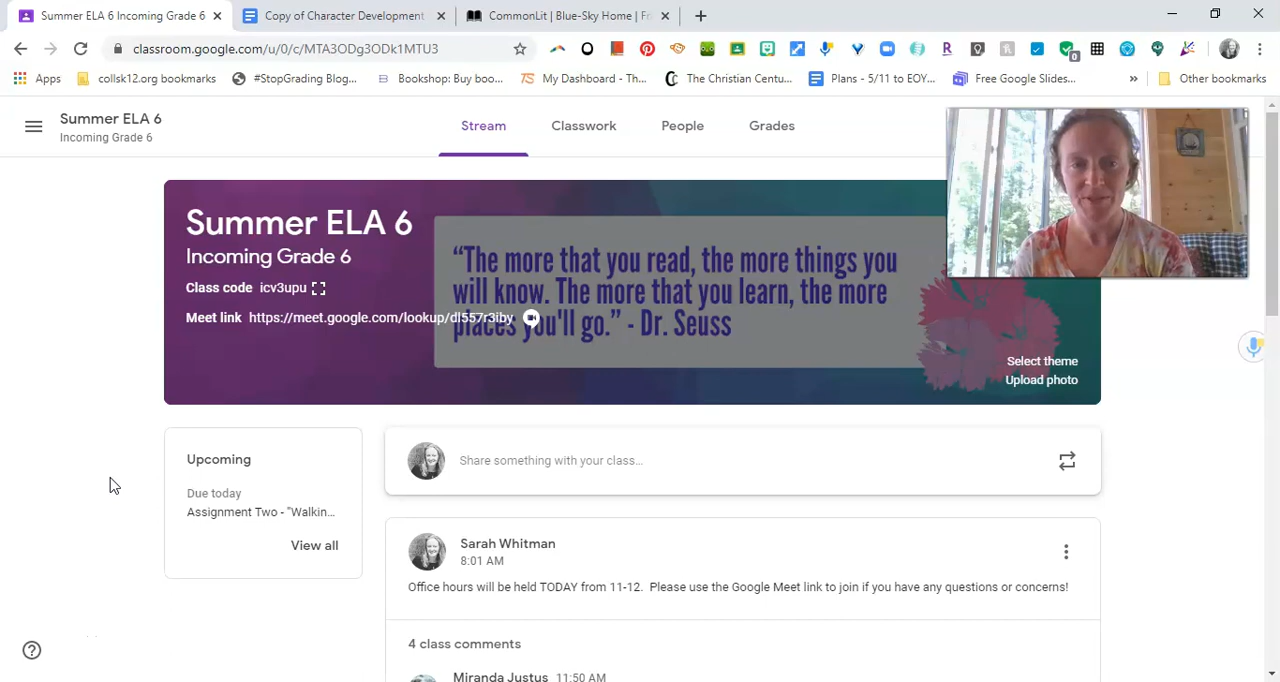 Summer ELA 6 Incoming Grade 6
Copy of Character Development
CommonLit | Blue-Sky Home | Fr
classroom.google.com/u/0/c/MTA3ODg3ODk1MTU3
Apps
collsk12.org bookmarks
#StopGrading Blog...
Bookshop: Buy boo...
My Dashboard - Th...
The Christian Centu...
Plans - 5/11 to EOY,...
Free Google Slides...
»
Other bookmarks
Summer ELA 6
Incoming Grade 6
Stream
Classwork
People
Grades
Summer ELA 6
Incoming Grade 6
Class code icv3upu
Meet link https://meet.google.com/lookup/dl557r3iby
“The more that you read, the more things you
will know. The more that you learn, the more
places you'll go.” - Dr. Seuss
Select theme
Upload photo
Upcoming
Due today
Assignment Two - "Walkin...
View all
Share something with your class...
Sarah Whitman
8:01 AM
Office hours will be held TODAY from 11-12. Please use the Google Meet link to join if you have any questions or concerns!
4 class comments
Miranda Justus 11:50 AM